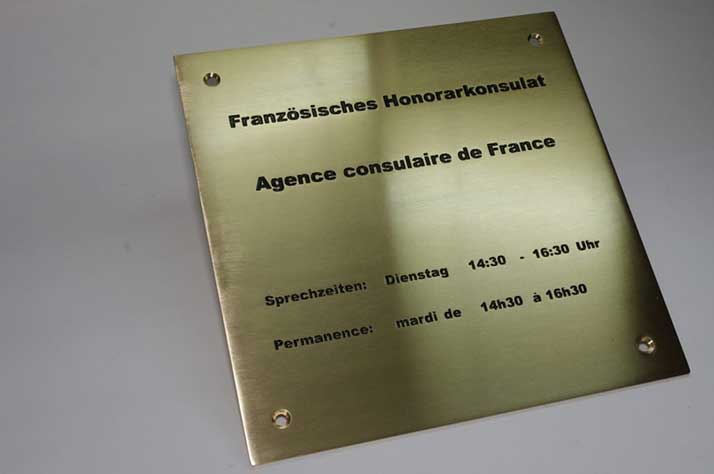 Französisches Honorarkonsulat
Agence consulaire de France
Sprechzeiten: Dienstag 14:30 - 16:30 Uhr
Permanence: mardi de 14h30 à 16h30